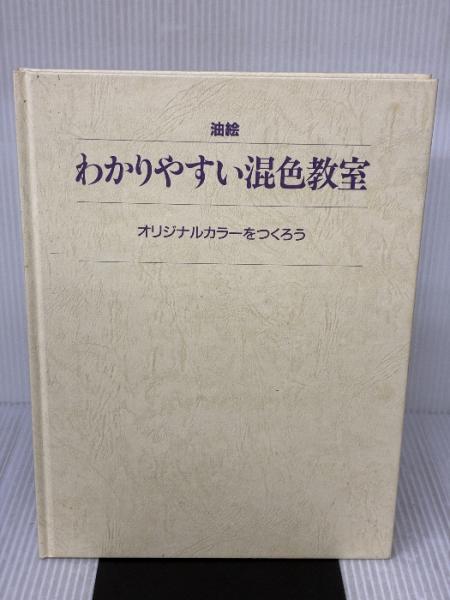 油絵
わかりやすい混色教室
オリジナルカラーをつくろう